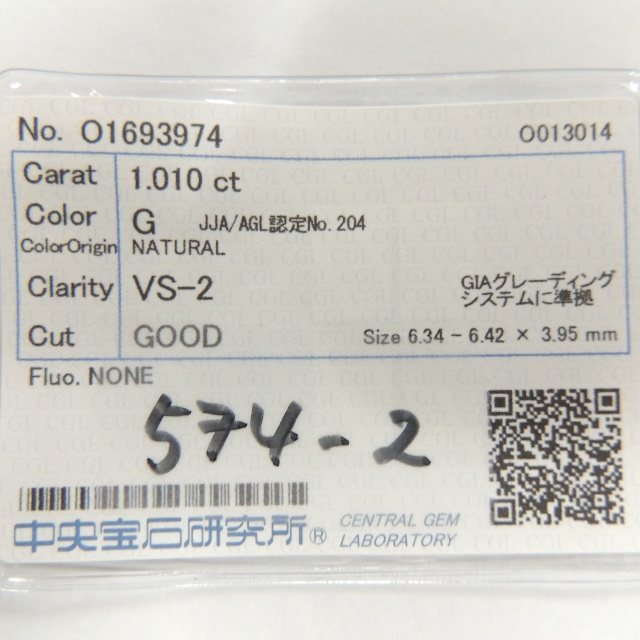 No. O1693974 O013014
Carat 1.010 ct
Color G JJA/AGL認定No.204
ColorOrigin NATURAL
Clarity VS-2 GIAグレーディング
システムに準拠
Cut GOOD Size 6.34 - 6.42 × 3.95 mm
Fluo. NONE
574-2
中央宝石研究所® CENTRAL GEM
LABORATORY